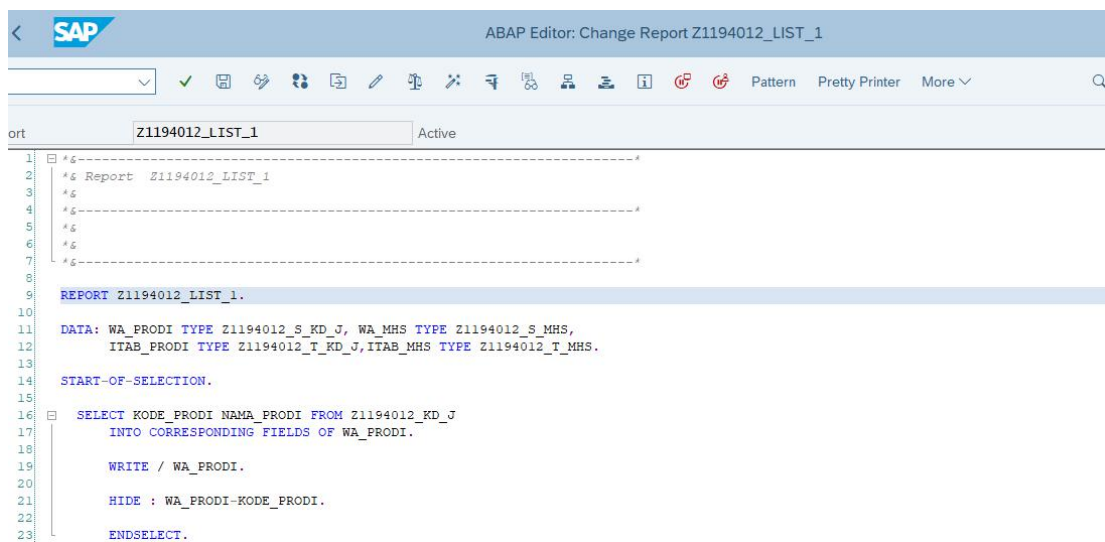 SAP
ABAP Editor: Change Report Z1194012_LIST_1
Pattern Pretty Printer More
ort Z1194012_LIST_1 Active
1 *&---------------------------------------------------------------------*
2 *& Report Z1194012_LIST_1
3 *&
4 *&---------------------------------------------------------------------*
5 *&
6 *&
7 *&---------------------------------------------------------------------*
8
9 REPORT Z1194012_LIST_1.
10
11 DATA: WA_PRODI TYPE Z1194012_S_KD_J, WA_MHS TYPE Z1194012_S_MHS,
12 ITAB_PRODI TYPE Z1194012_T_KD_J,ITAB_MHS TYPE Z1194012_T_MHS.
13
14 START-OF-SELECTION.
15
16 SELECT KODE_PRODI NAMA_PRODI FROM Z1194012_KD_J
17 INTO CORRESPONDING FIELDS OF WA_PRODI.
18
19 WRITE / WA_PRODI.
20
21 HIDE : WA_PRODI-KODE_PRODI.
22
23 ENDSELECT.